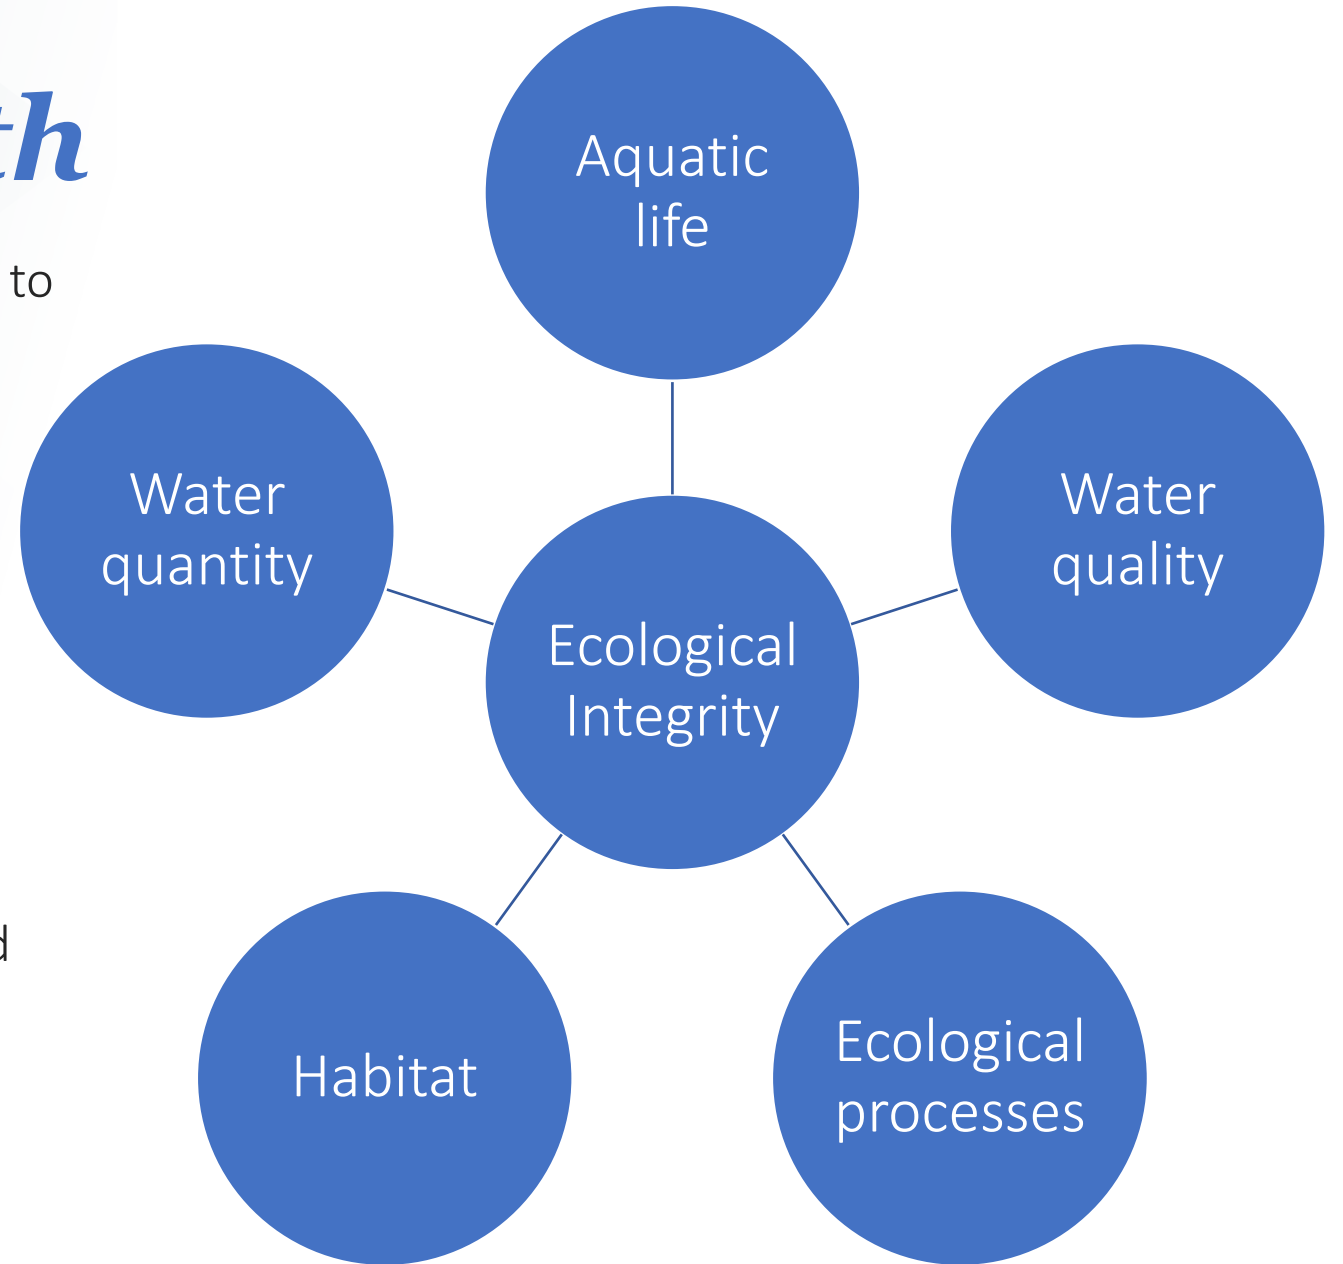 th
to
Aquatic
life
Water
quantity
Water
quality
Ecological
Integrity
d
Habitat
Ecological
processes